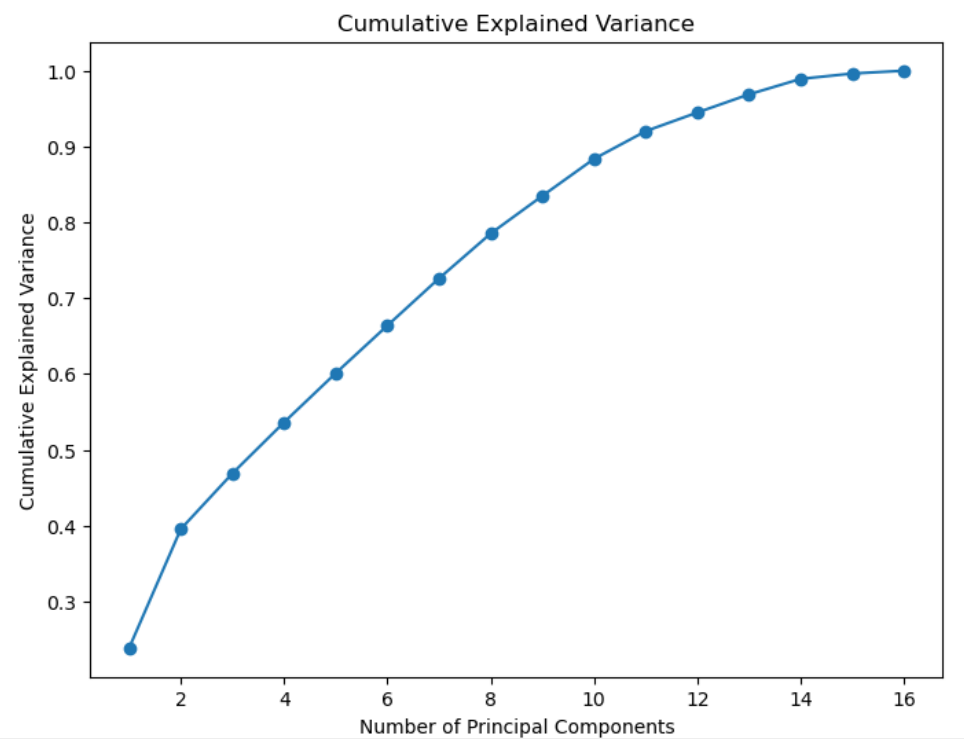 Cumulative Explained Variance
Cumulative Explained Variance
1.0
0.9
0.8
0.7
0.6
0.5
0.4
0.3
2 4 6 8 10 12 14 16
Number of Principal Components